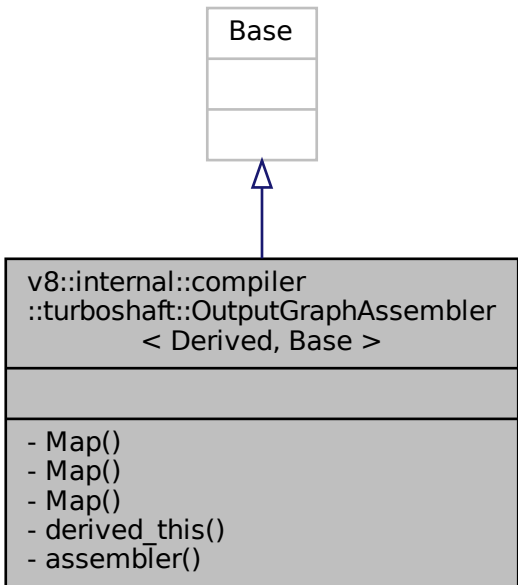 Base
v8::internal::compiler
::turboshaft::OutputGraphAssembler
< Derived, Base >
- Map()
- Map()
- Map()
- derived_this()
- assembler()